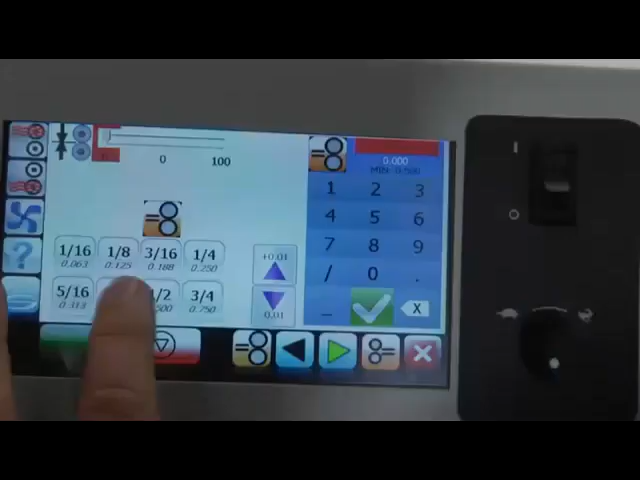 0 100
0.000
1 2 3
4 5 6
7 8 9
/ 0 .
1/16 1/8 3/16 1/4
0.063 0.125 0.188 0.250
+0.01
5/16 1/2 3/4
0.313 0.750
0.01
X
I
O